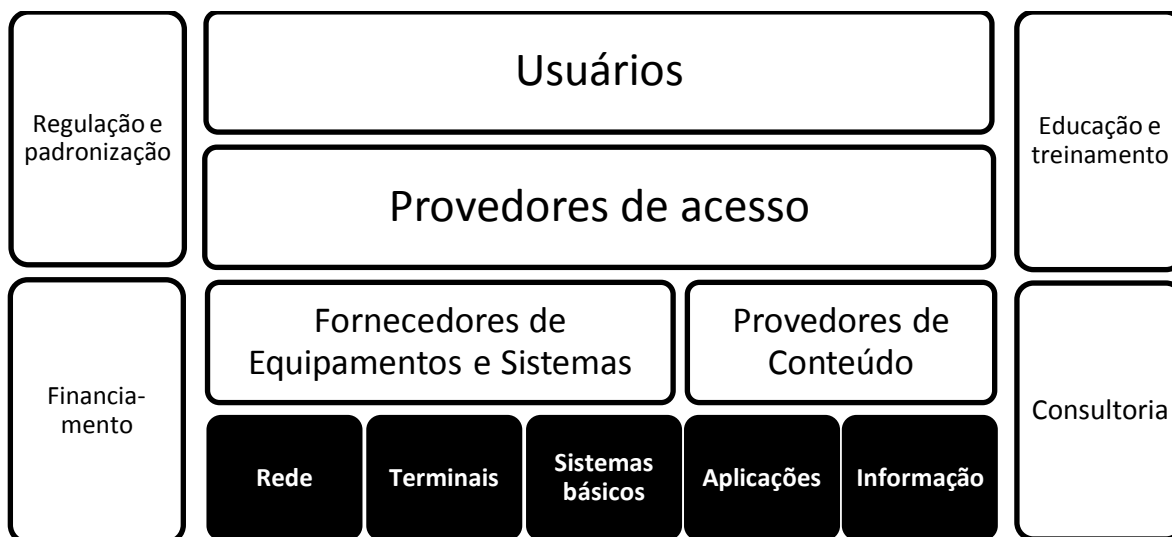 Regulação e
padronização
Usuários
Educação e
treinamento
Provedores de acesso
Financia-
mento
Fornecedores de
Equipamentos e Sistemas
Provedores de
Conteúdo
Consultoria
Rede
Terminais
Sistemas
básicos
Aplicações
Informação